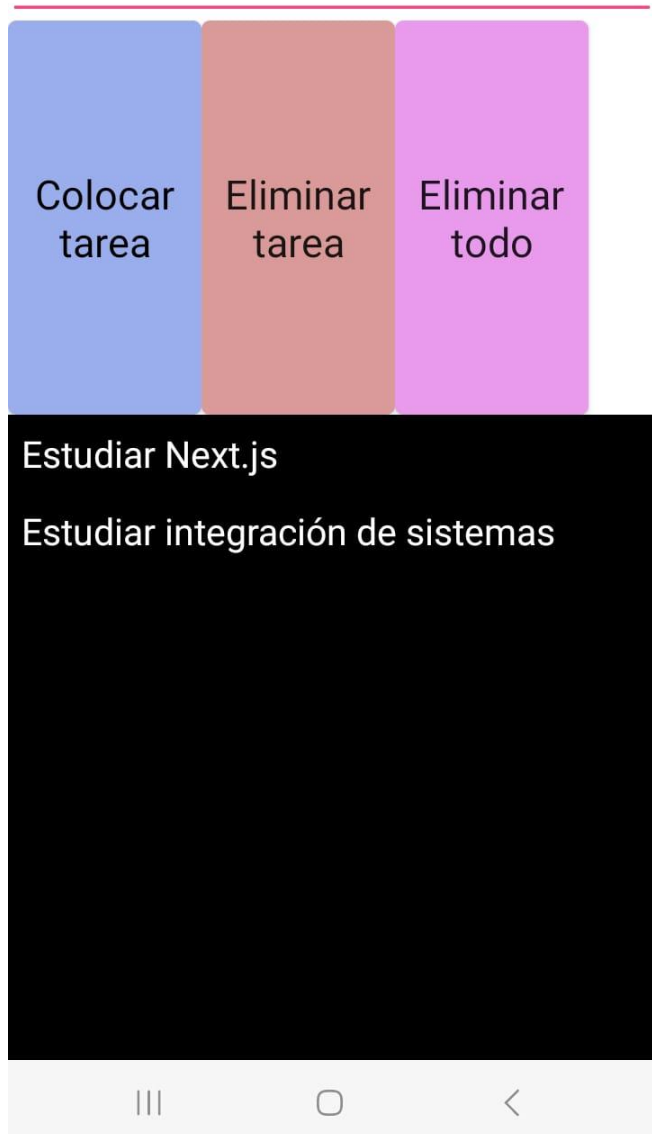 Colocar
tarea
Eliminar
tarea
Eliminar
todo
Estudiar Next.js
Estudiar integración de sistemas